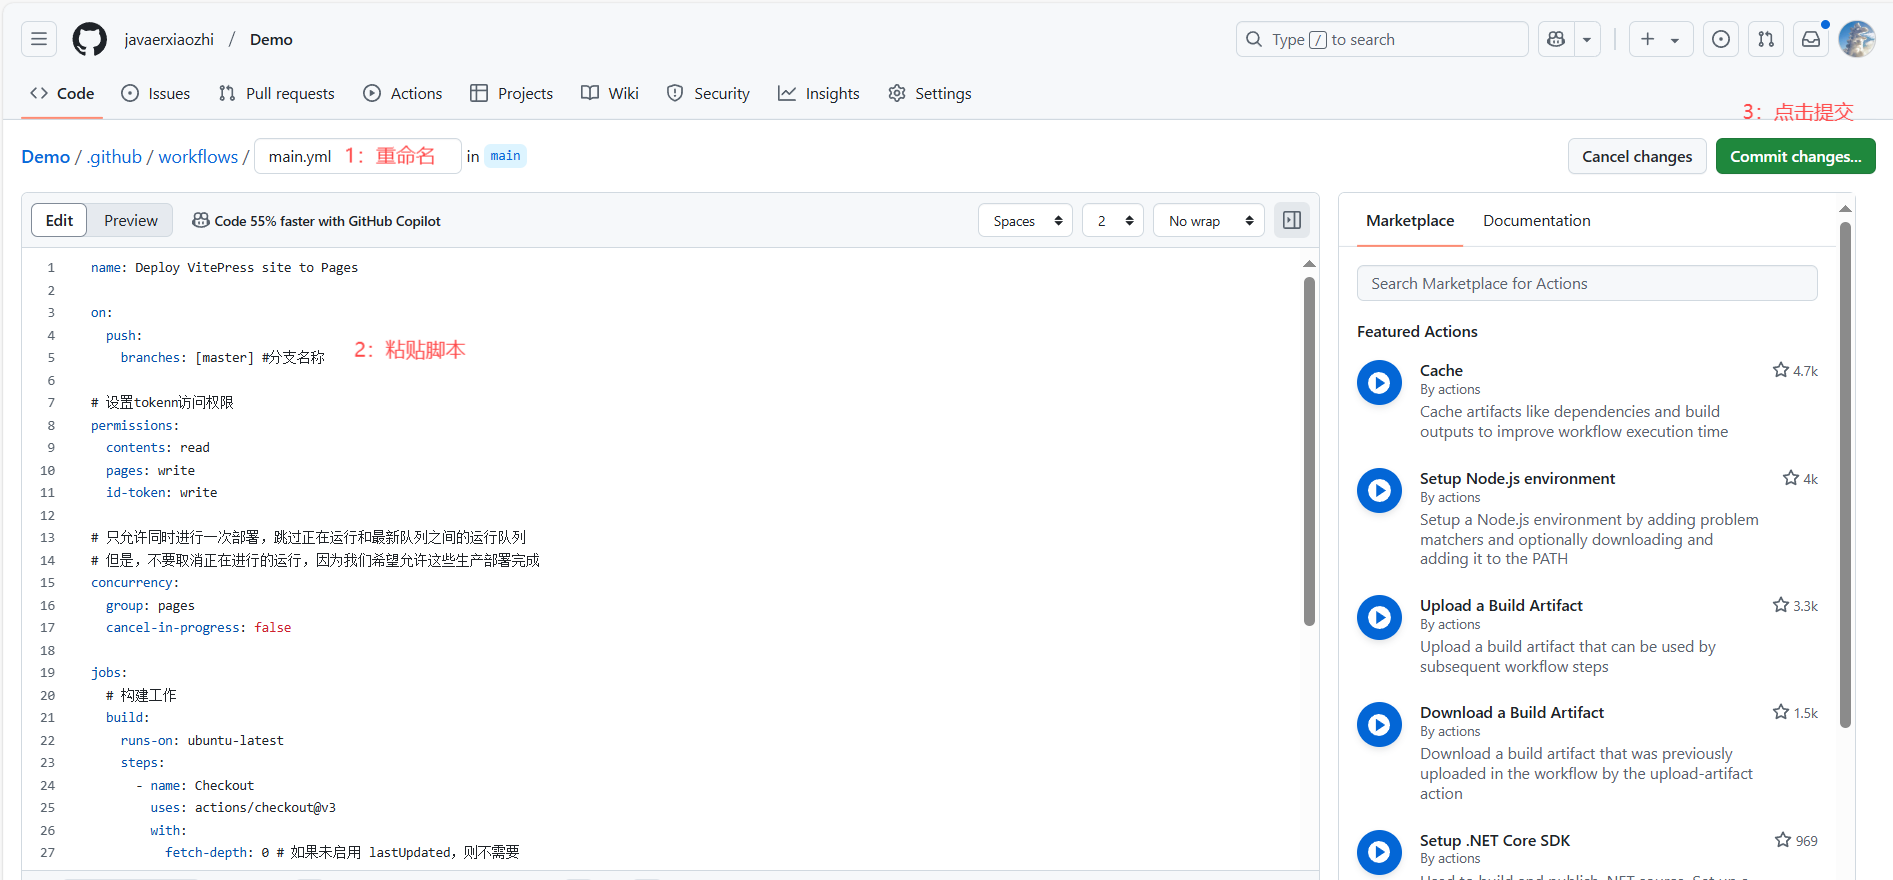 javaerxiaozhi / Demo
Type / to search
Code
Issues
Pull requests
Actions
Projects
Wiki
Security
Insights
Settings
3：点击提交
Demo / .github / workflows / main.yml 1：重命名 in main
Cancel changes
Commit changes...
Edit
Preview
Code 55% faster with GitHub Copilot
Spaces
2
No wrap
1 name: Deploy VitePress site to Pages
2
3 on:
4 push:
5 branches: [master] #分支名称
2：粘贴脚本
6
7 # 设置tokenn访问权限
8 permissions:
9 contents: read
10 pages: write
11 id-token: write
12
13 # 只允许同时进行一次部署，跳过正在运行和最新队列之间的运行队列
14 # 但是，不要取消正在进行的运行，因为我们希望允许这些生产部署完成
15 concurrency:
16 group: pages
17 cancel-in-progress: false
18
19 jobs:
20 # 构建工作
21 build:
22 runs-on: ubuntu-latest
23 steps:
24 - name: Checkout
25 uses: actions/checkout@v3
26 with:
27 fetch-depth: 0 # 如果未启用 lastUpdated，则不需要
Marketplace
Documentation
Search Marketplace for Actions
Featured Actions
Cache
4.7k
By actions
Cache artifacts like dependencies and build
outputs to improve workflow execution time
Setup Node.js environment
4k
By actions
Setup a Node.js environment by adding problem
matchers and optionally downloading and
adding it to the PATH
Upload a Build Artifact
3.3k
By actions
Upload a build artifact that can be used by
subsequent workflow steps
Download a Build Artifact
1.5k
By actions
Download a build artifact that was previously
uploaded in the workflow by the upload-artifact
action
Setup .NET Core SDK
969
By actions